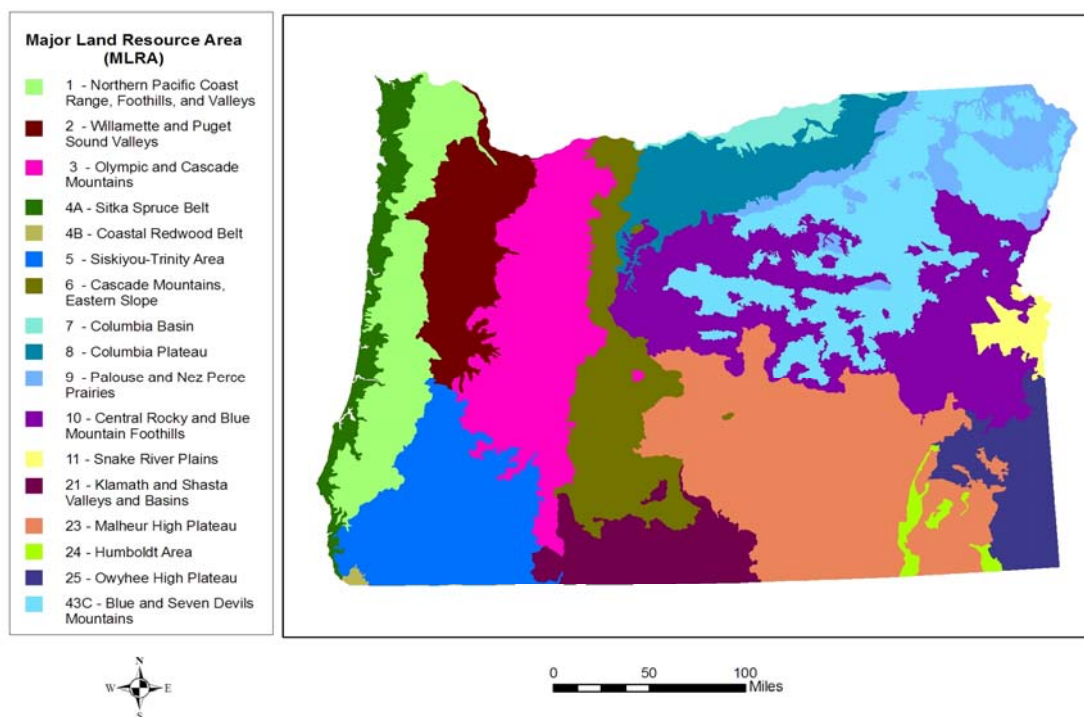 Major Land Resource Area
(MLRA)
1 - Northern Pacific Coast
Range, Foothills, and Valleys
2 - Willamette and Puget
Sound Valleys
3 - Olympic and Cascade
Mountains
4A - Sitka Spruce Belt
4B - Coastal Redwood Belt
5 - Siskiyou-Trinity Area
6 - Cascade Mountains,
Eastern Slope
7 - Columbia Basin
8 - Columbia Plateau
9 - Palouse and Nez Perce
Prairies
10 - Central Rocky and Blue
Mountain Foothills
11 - Snake River Plains
21 - Klamath and Shasta
Valleys and Basins
23 - Malheur High Plateau
24 - Humboldt Area
25 - Owyhee High Plateau
43C - Blue and Seven Devils
Mountains
N
W E
S
0 50 100
Miles